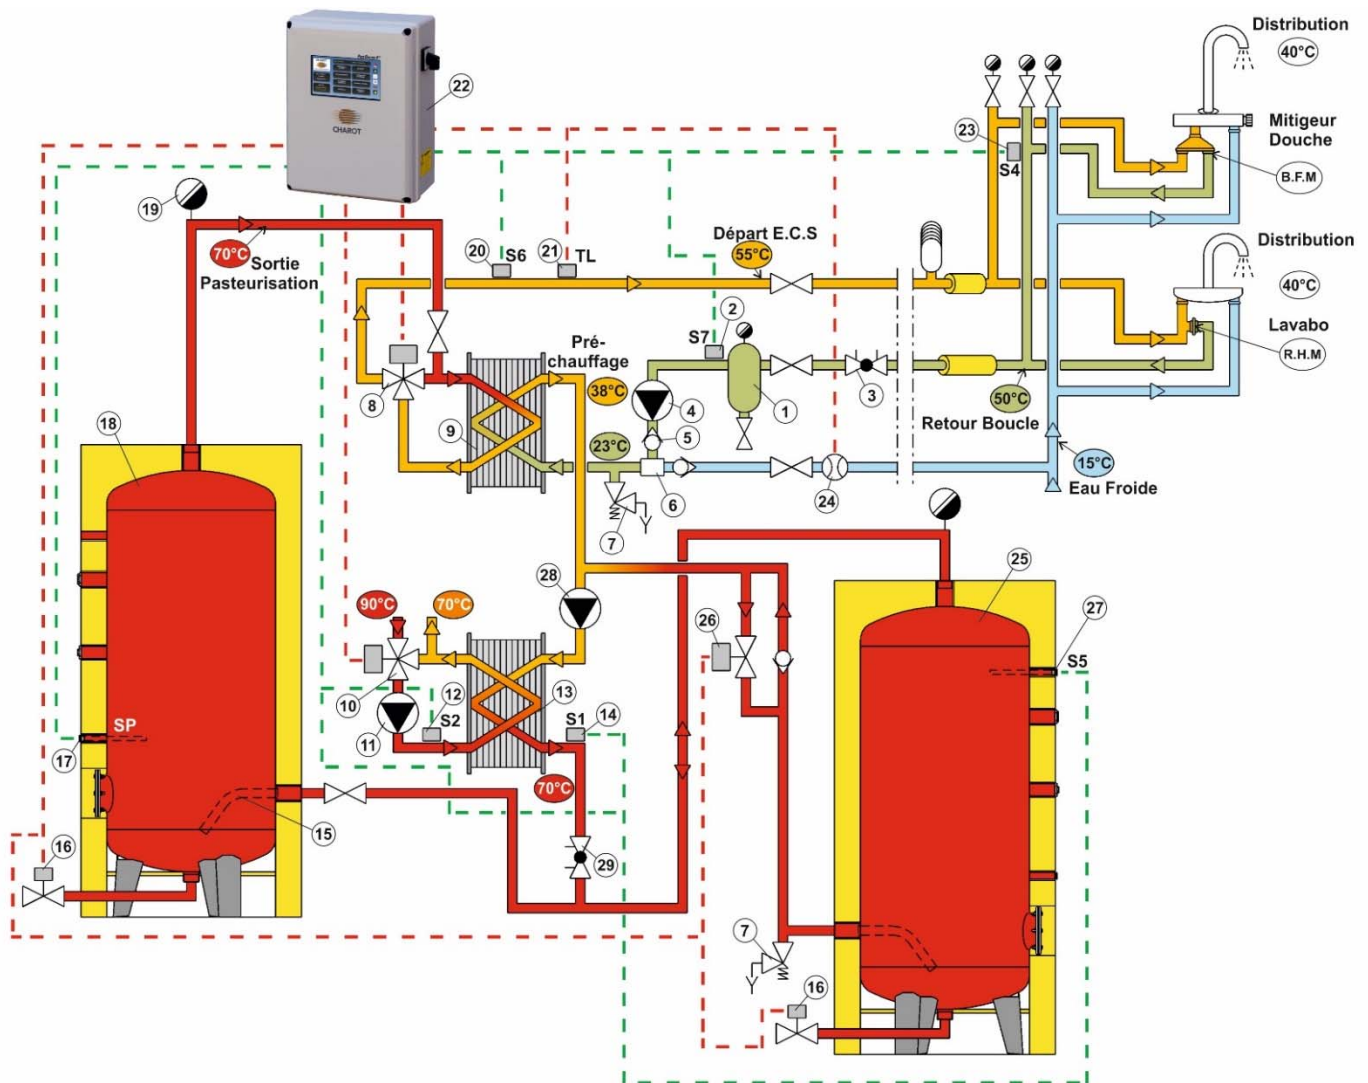 Distribution
40°C
22
CHAROT
Mitigeur
Douche
23
S4
B.F.M
19
70°C
Sortie
Pasteurisation
20
S6
21
TL
Départ E.C.S
55°C
Distribution
40°C
2
S7
Lavabo
R.H.M
Pré-
chauffage
38°C
8
9
4
1
3
5
50°C
Retour Boucle
23°C
6
24
15°C
Eau Froide
7
18
25
28
27
90°C
70°C
26
S5
10
12
13
S2
S1
14
11
SP
17
70°C
15
16
29
7
16